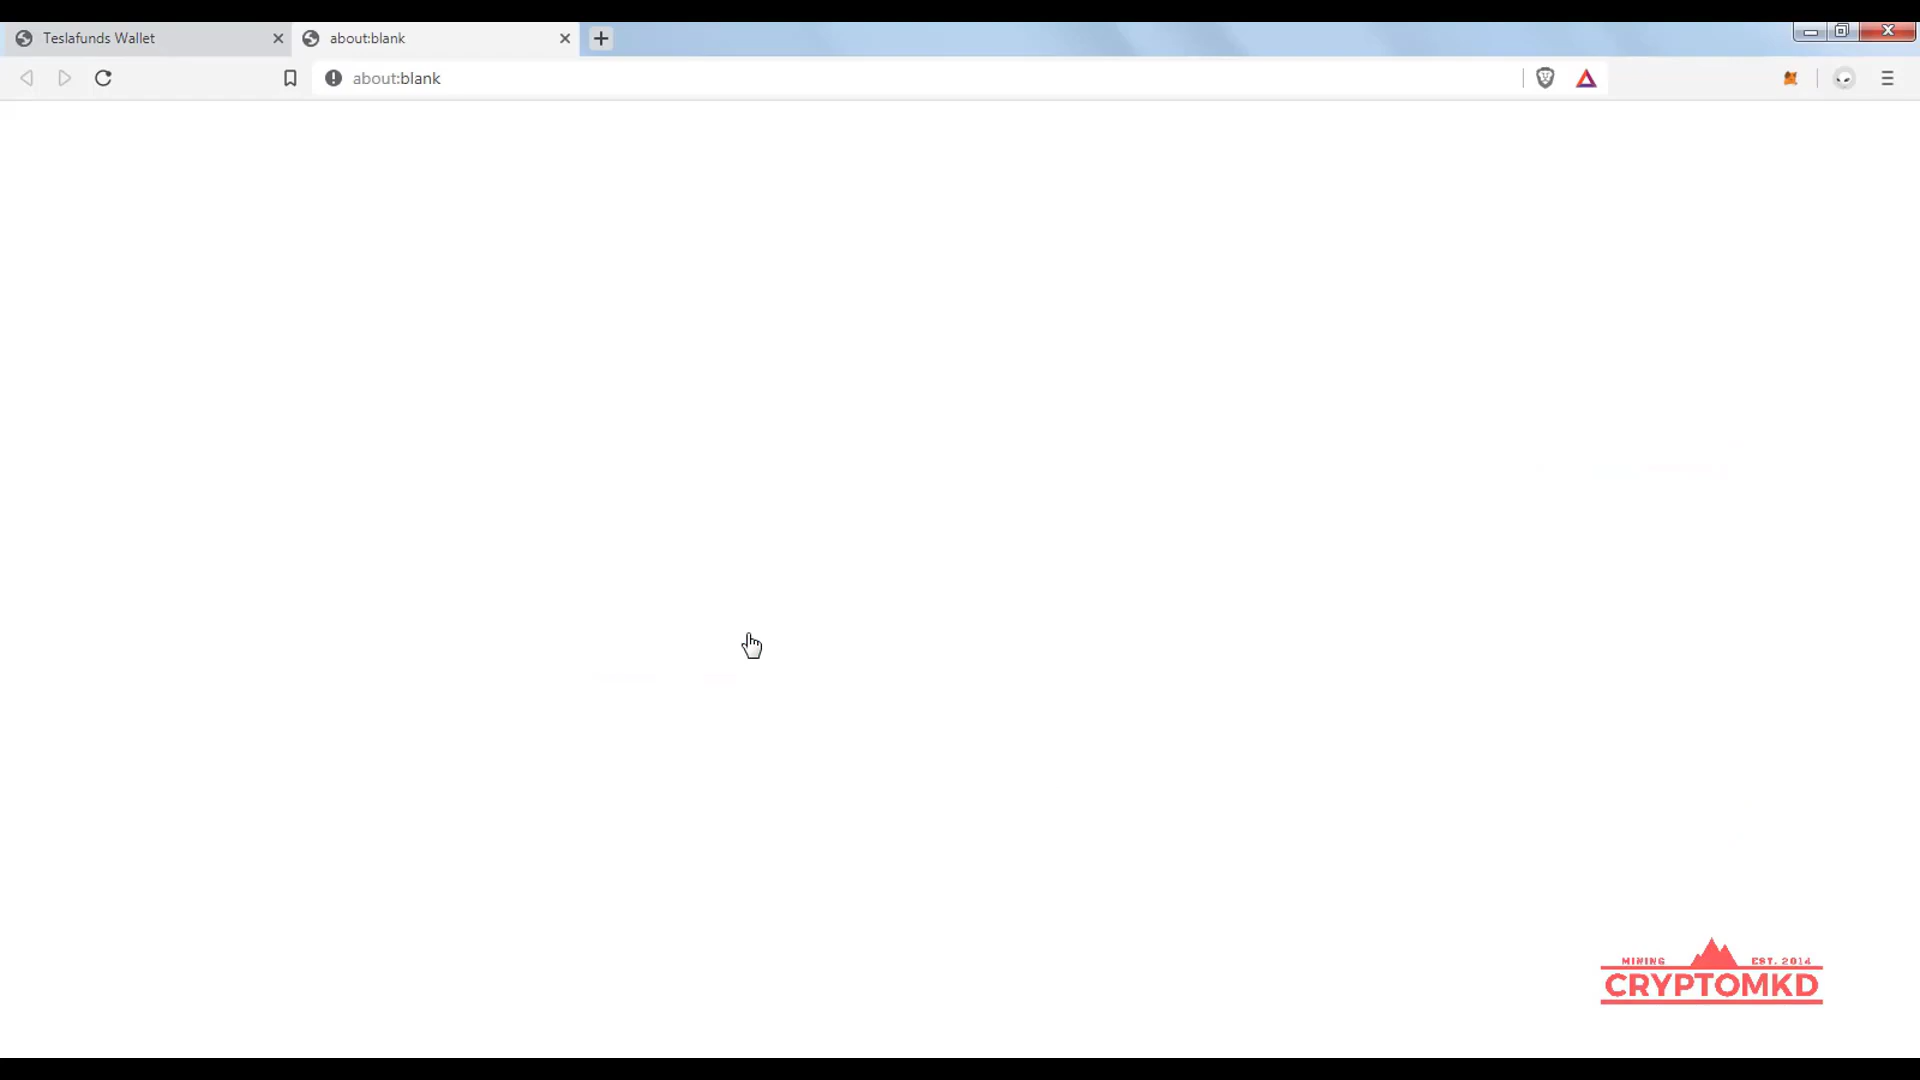 Teslafunds Wallet
about:blank
about:blank
MINING EST. 2014
CRYPTOMKD